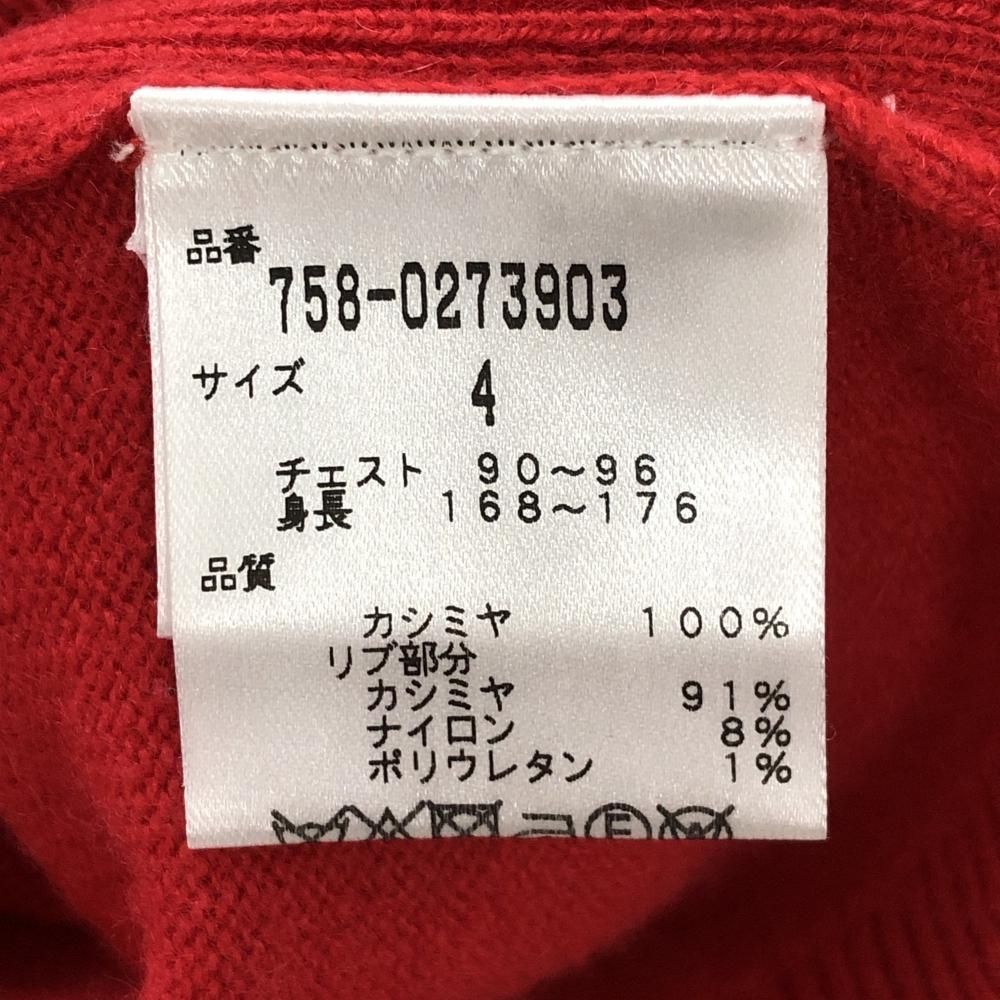 品番
758-0273903
サイズ 4
チェスト 90～96
身長 168～176
品質
カシミヤ 100%
リブ部分
カシミヤ 91%
ナイロン 8%
ポリウレタン 1%